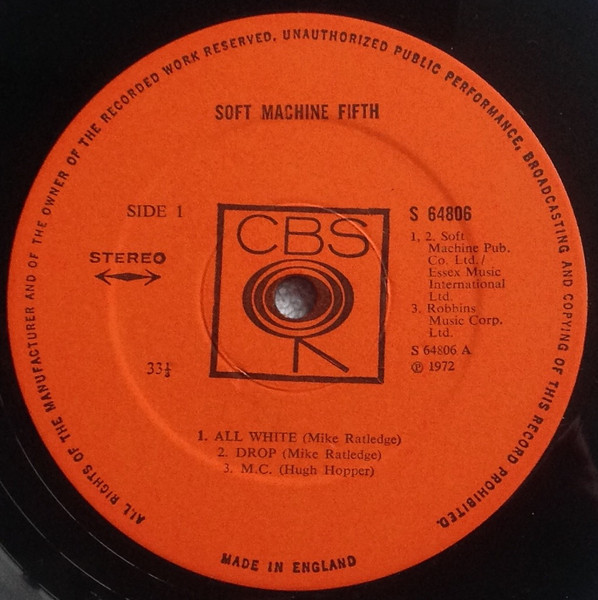 ALL RIGHTS OF THE MANUFACTURER AND OF THE OWNER OF THE RECORDED WORK RESERVED. UNAUTHORIZED PUBLIC PERFORMANCE, BROADCASTING AND COPYING OF THIS RECORD PROHIBITED.
SOFT MACHINE FIFTH
SIDE 1
STEREO
33⅓
CBS
S 64806
1, 2. Soft
Machine Pub.
Co. Ltd./
Essex Music
International
Ltd.
3. Robbins
Music Corp.
Ltd.
S 64806 A
℗ 1972
1. ALL WHITE (Mike Ratledge)
2. DROP (Mike Ratledge)
3. M.C. (Hugh Hopper)
MADE IN ENGLAND